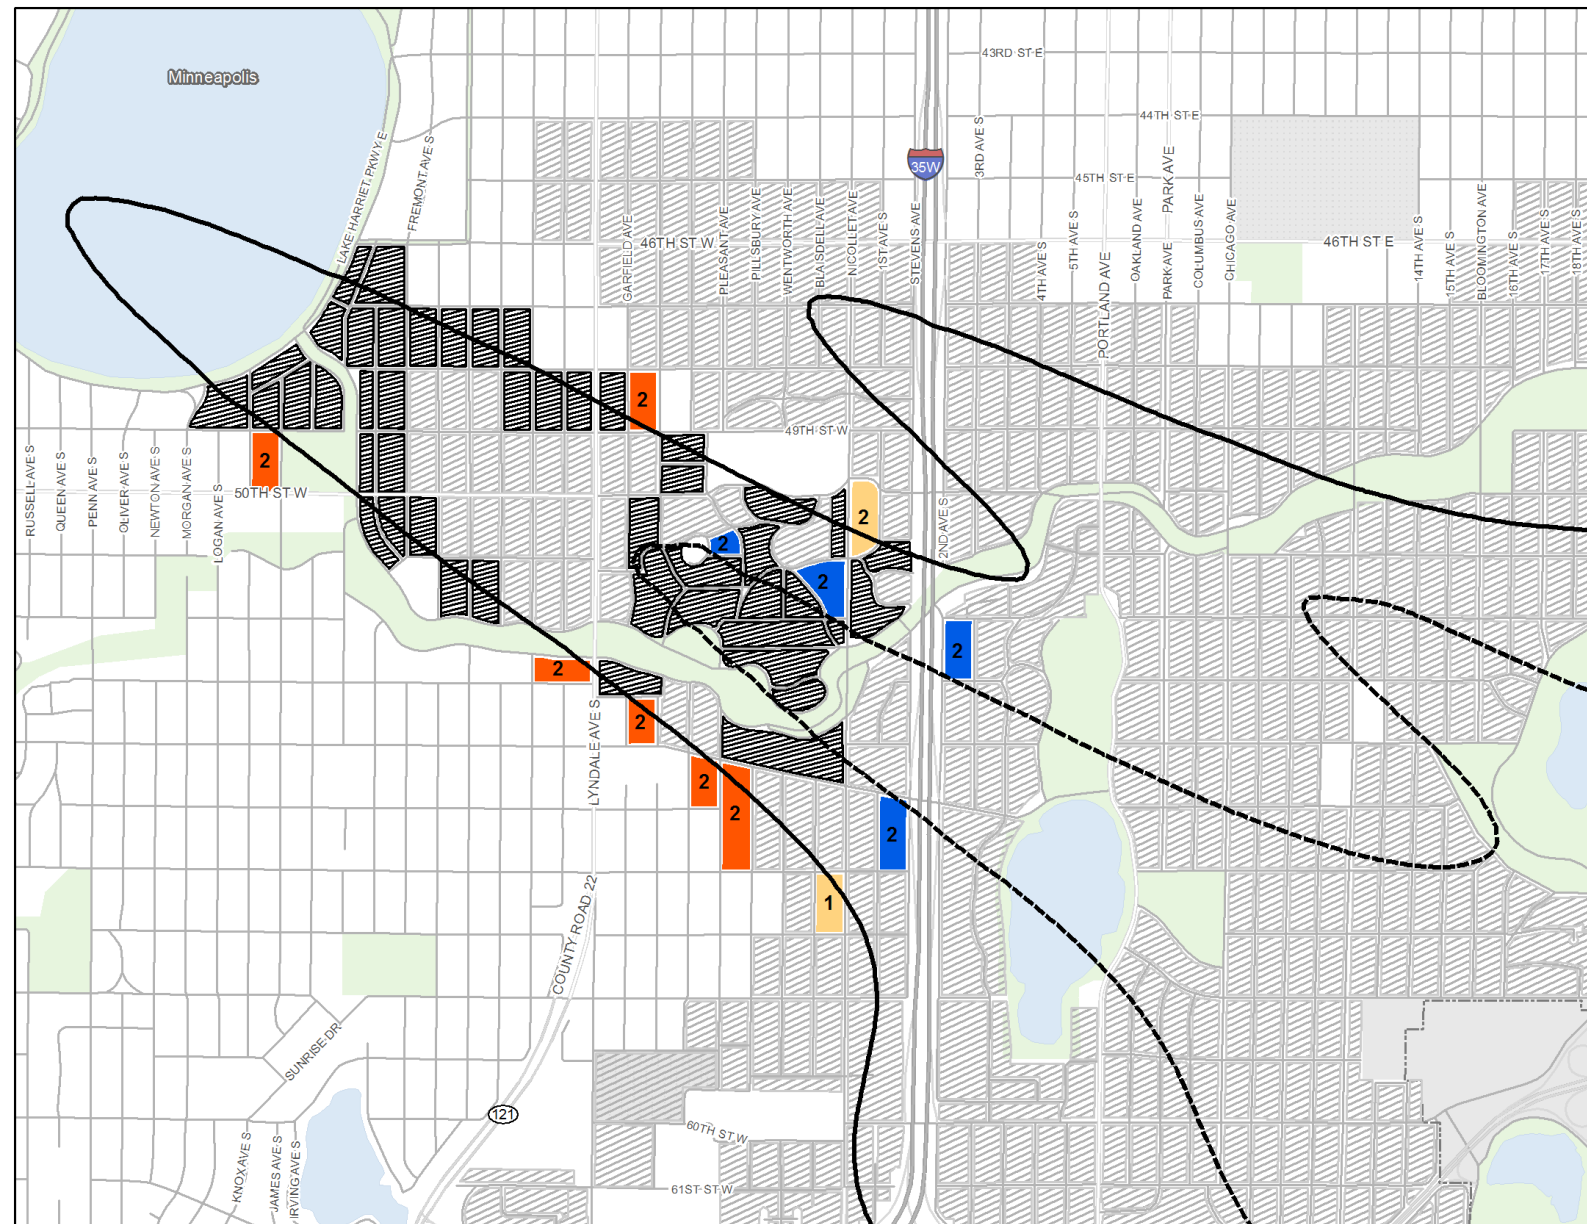 43RD ST E
Minneapolis
44TH ST E
LAKE HARRIET PKWY E
FREMONT AVE S
35W
3RD AVE S
45TH ST E
PARK AVE
GARFIELD AVE
46TH ST W
PLEASANT AVE
PILLSBURY AVE
WENTWORTH AVE
BLAISDELL AVE
NICOLLET AVE
1ST AVE S
STEVENS AVE
4TH AVE S
5TH AVE S
PORTLAND AVE
OAKLAND AVE
PARK AVE
COLUMBUS AVE
CHICAGO AVE
46TH ST E
14TH AVE S
15TH AVE S
BLOOMINGTON AVE
16TH AVE S
17TH AVE S
18TH AVE S
2
49TH ST W
RUSSELL AVE S
QUEEN AVE S
PENN AVE S
OLIVER AVE S
NEWTON AVE S
MORGAN AVE S
LOGAN AVE S
2
50TH ST W
2
2
2ND AVE S
2
2
2
LYNDALE AVE S
2
2
2
2
1
COUNTY ROAD 22
SUNRISE DR
121
60TH ST W
KNOX AVE S
JAMES AVE S
IRVING AVE S
61ST ST W